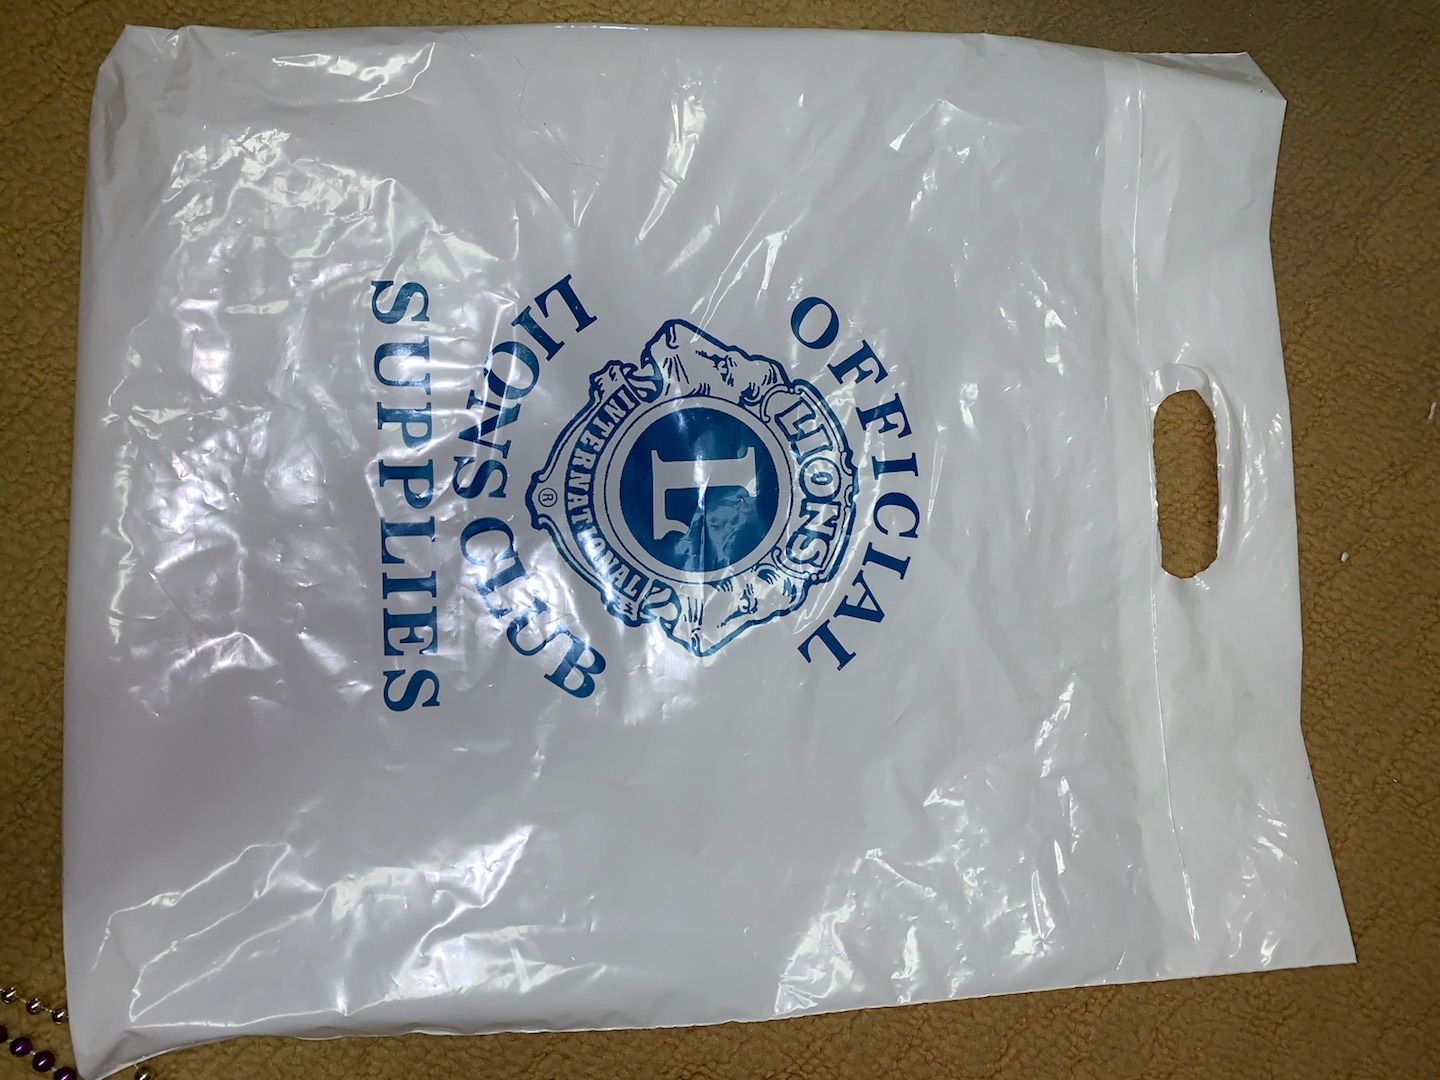 OFFICIAL
LIONS
L
INTERNATIONAL
®
LIONS CLUB
SUPPLIES